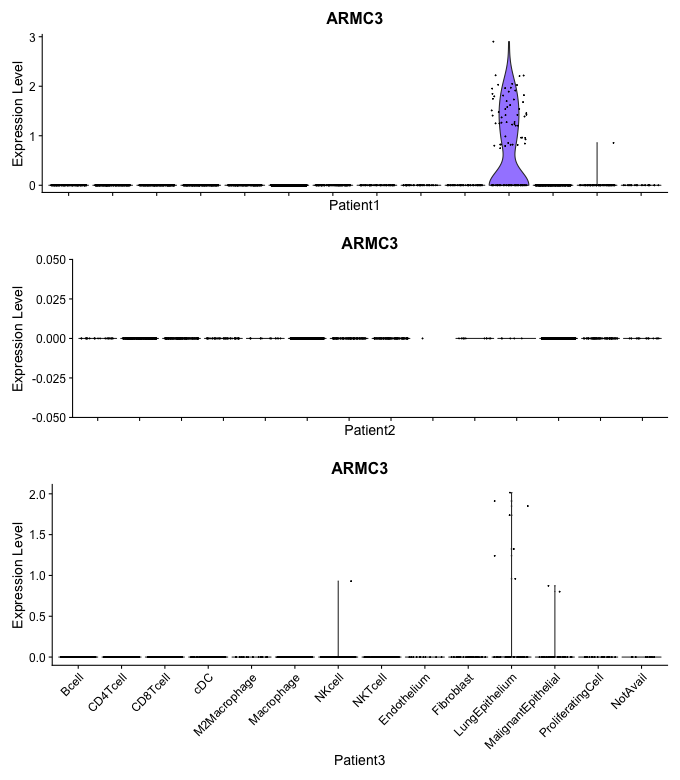 ARMC3
Expression Level
3
2
1
0
Patient1
ARMC3
Expression Level
0.050
0.025
0.000
-0.025
-0.050
Patient2
ARMC3
Expression Level
2.0
1.5
1.0
0.5
0.0
Bcell
CD4Tcell
CD8Tcell
cDC
M2Macrophage
Macrophage
NKcell
NKTcell
Endothelium
Fibroblast
LungEpithelium
MalignantEpithelial
ProliferatingCell
NotAvail
Patient3